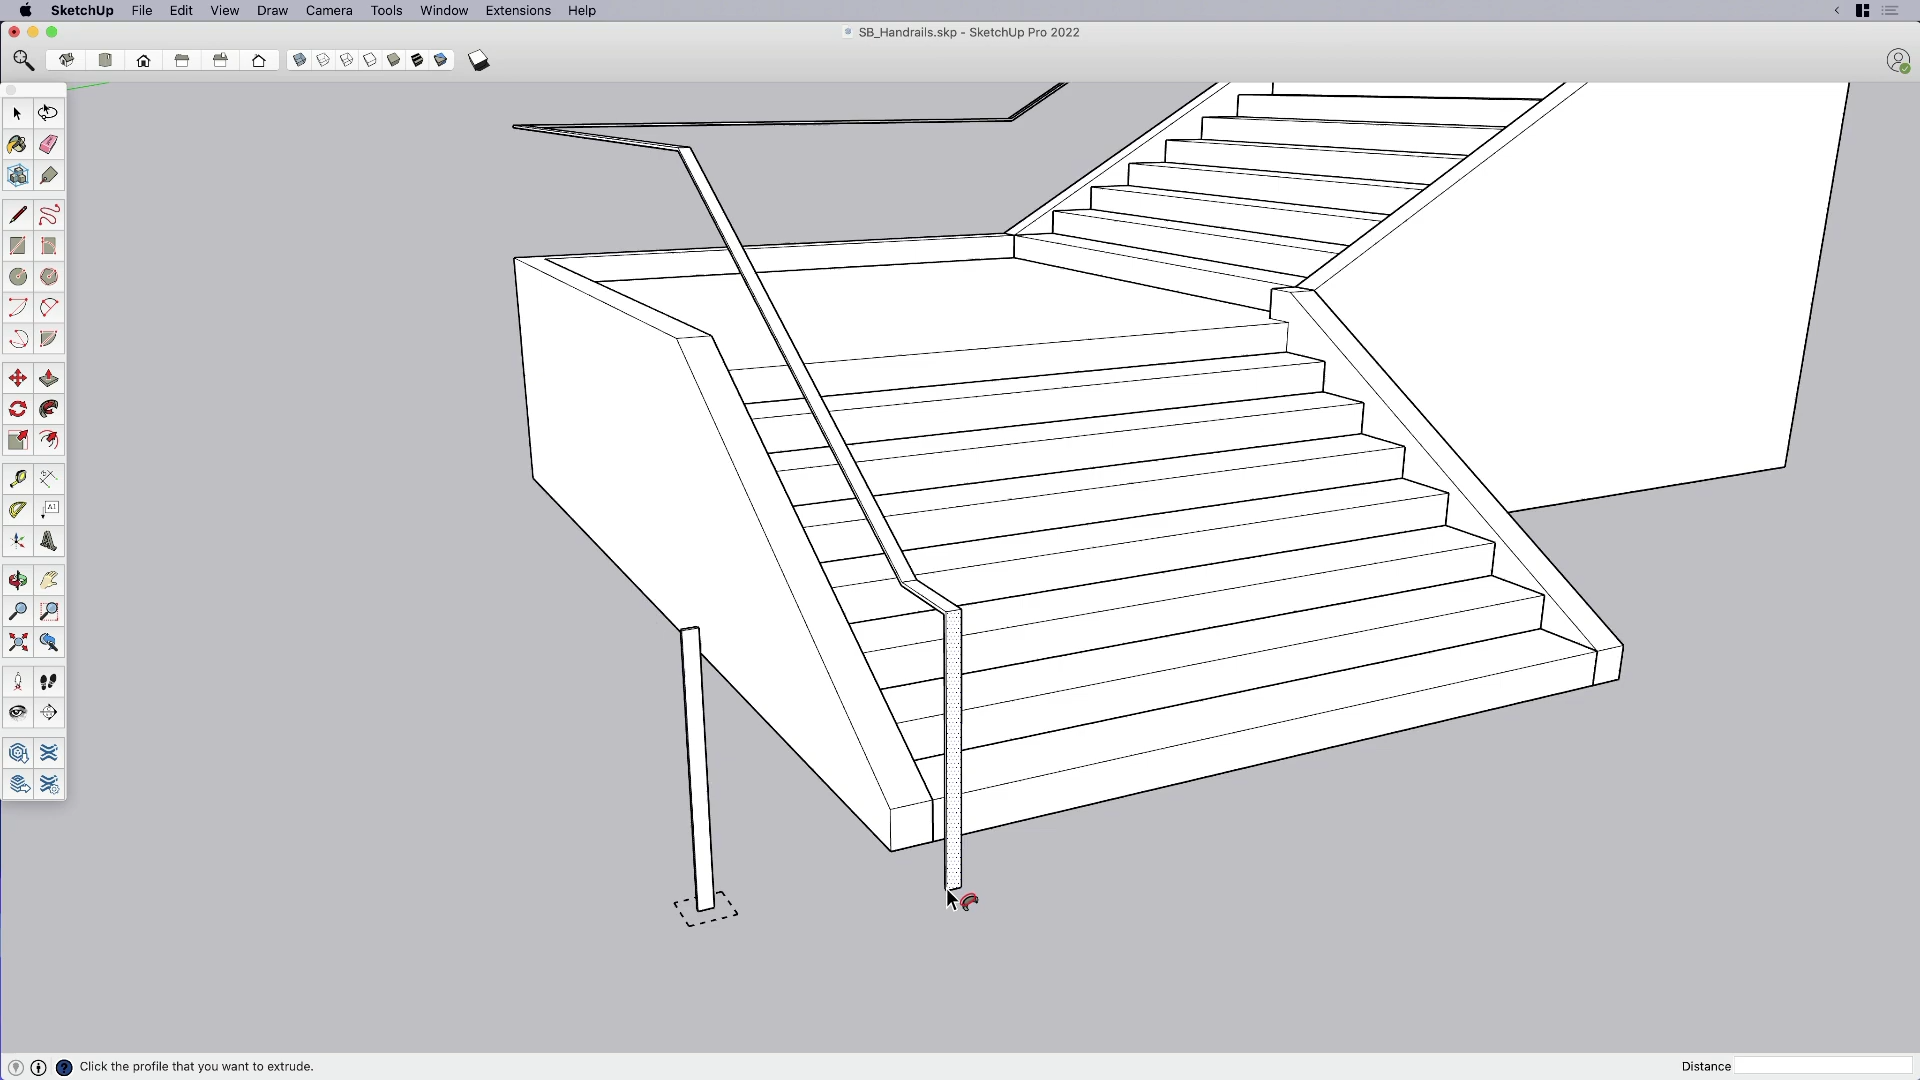 SketchUp File Edit View Draw Camera Tools Window Extensions Help
SB_Handrails.skp - SketchUp Pro 2022
A1
Click the profile that you want to extrude.
Distance